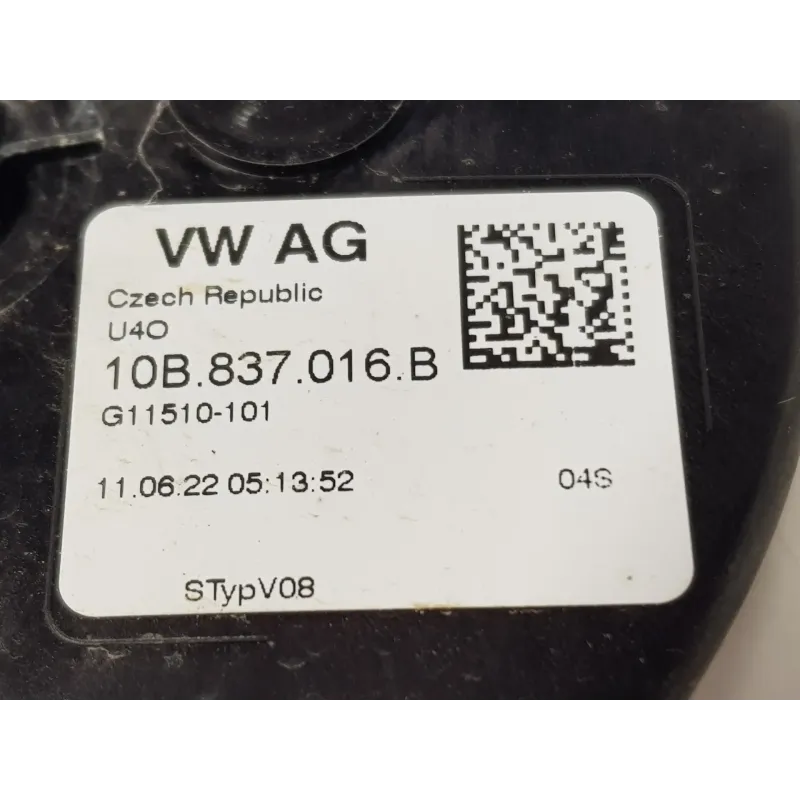 VW AG
Czech Republic
U4O
10B.837.016.B
G11510-101
11.06.22 05:13:52 04S
STypV08